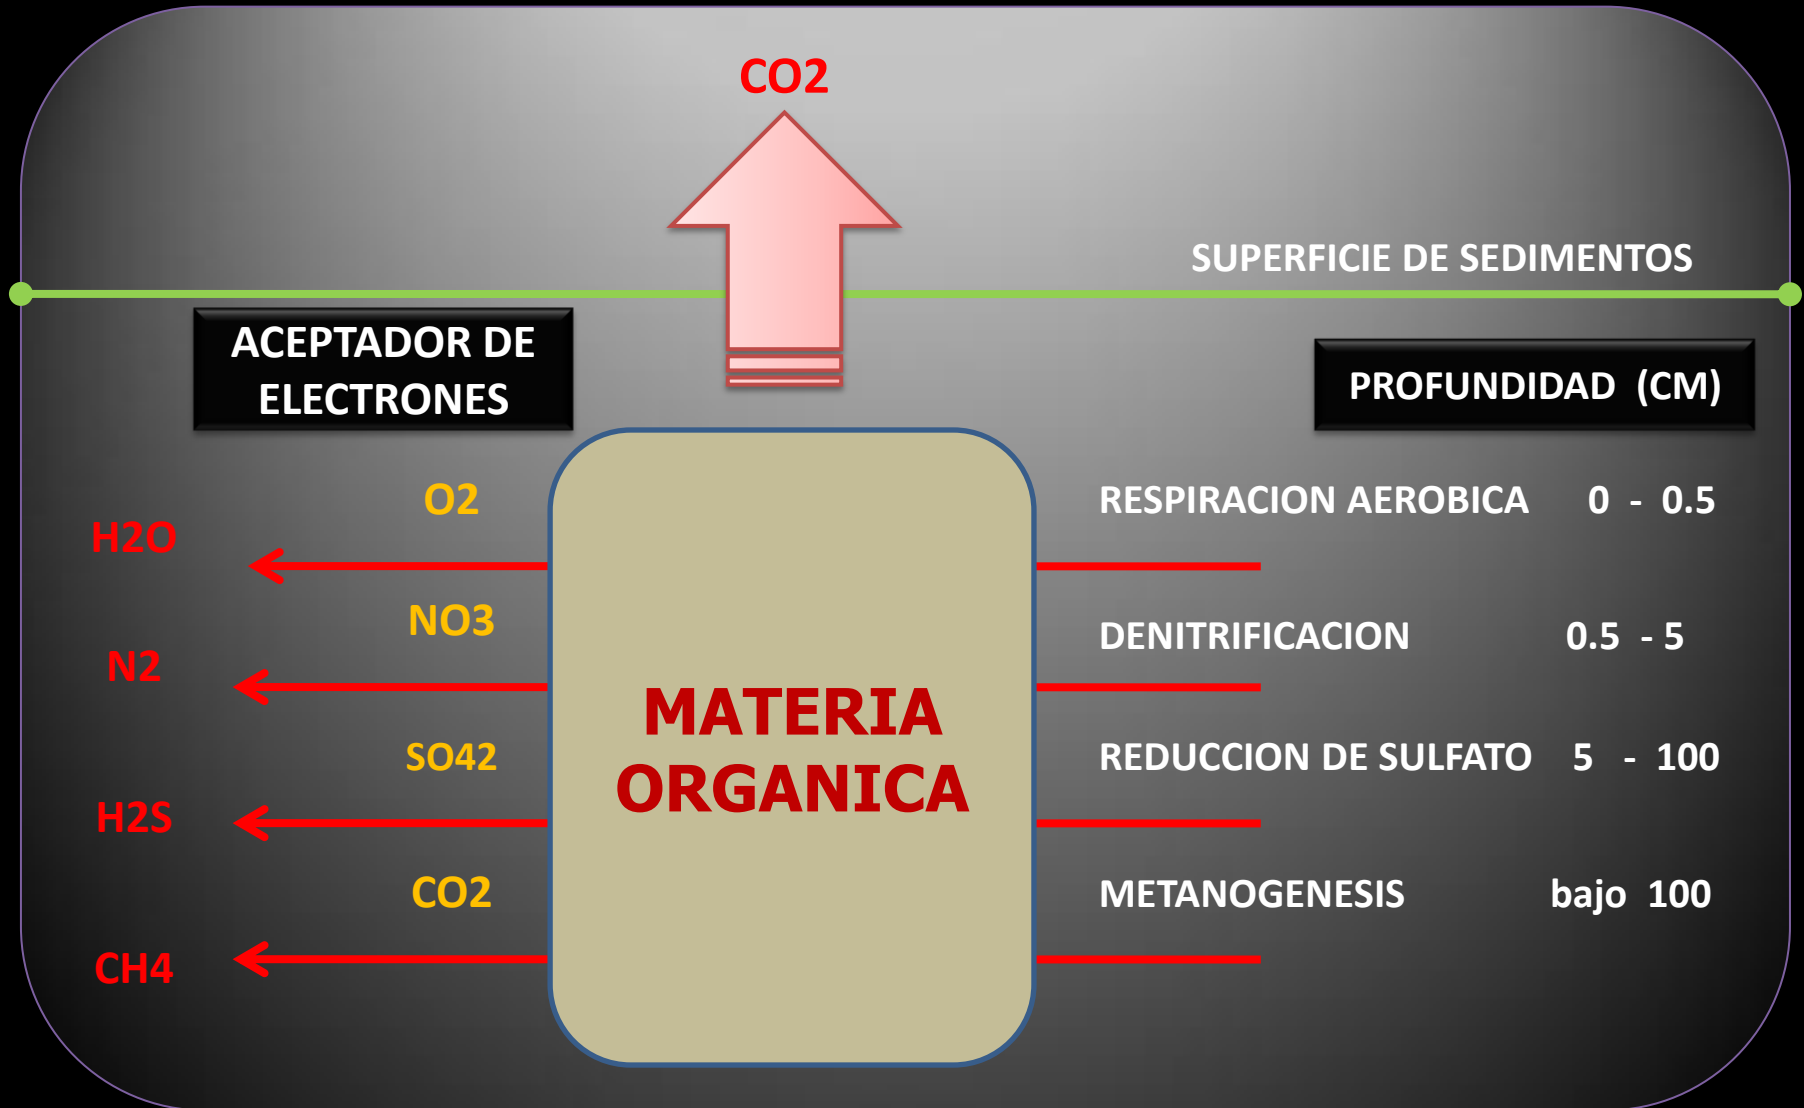 CO2
SUPERFICIE DE SEDIMENTOS
ACEPTADOR DE
ELECTRONES
PROFUNDIDAD (CM)
O2
RESPIRACION AEROBICA 0 - 0.5
H2O
NO3
DENITRIFICACION 0.5 - 5
N2
MATERIA
ORGANICA
SO42
REDUCCION DE SULFATO 5 - 100
H2S
CO2
METANOGENESIS bajo 100
CH4